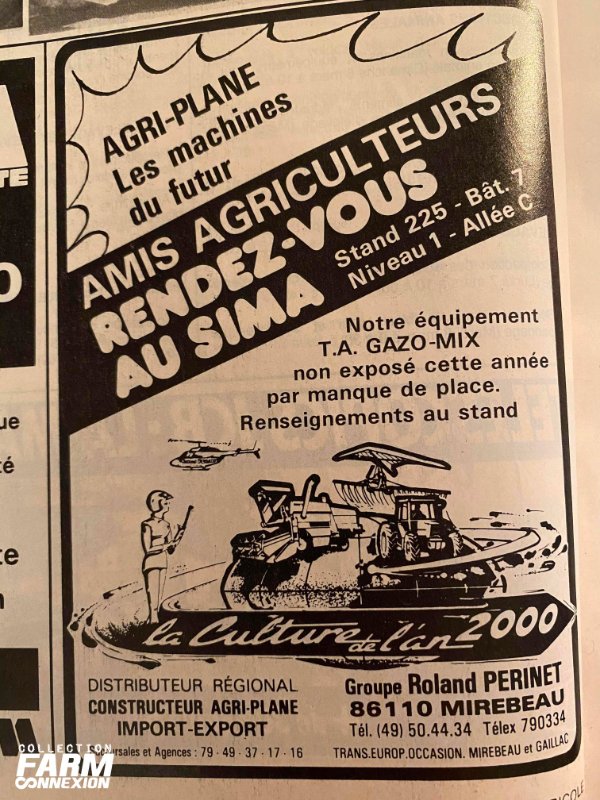 AGRI-PLANE
Les machines
du futur
AMIS AGRICULTEURS
RENDEZ-VOUS
AU SIMA
Stand 225 - Bât. 7
Niveau 1 - Allée C
Notre équipement
T.A. GAZO-MIX
non exposé cette année
par manque de place.
Renseignements au stand
la Culture de l'an 2000
DISTRIBUTEUR RÉGIONAL
CONSTRUCTEUR AGRI-PLANE
IMPORT-EXPORT
et Agences : 79 - 49 - 37 - 17 - 16
Groupe Roland PERINET
86110 MIREBEAU
Tél. (49) 50.44.34 Télex 790334
TRANS.EUROP.OCCASION. MIREBEAU et GAILLAC
COLLECTION
FARM
CONNEXION